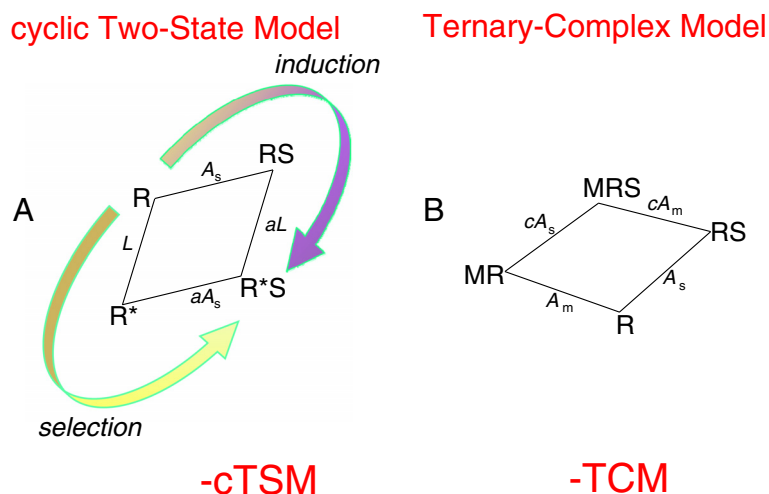 cyclic Two-State Model
Ternary-Complex Model
induction
A
R
As
RS
L
aL
R*
aAs
R*S
selection
B
MRS
cAs
cAm
MR
RS
Am
As
R
-cTSM
-TCM